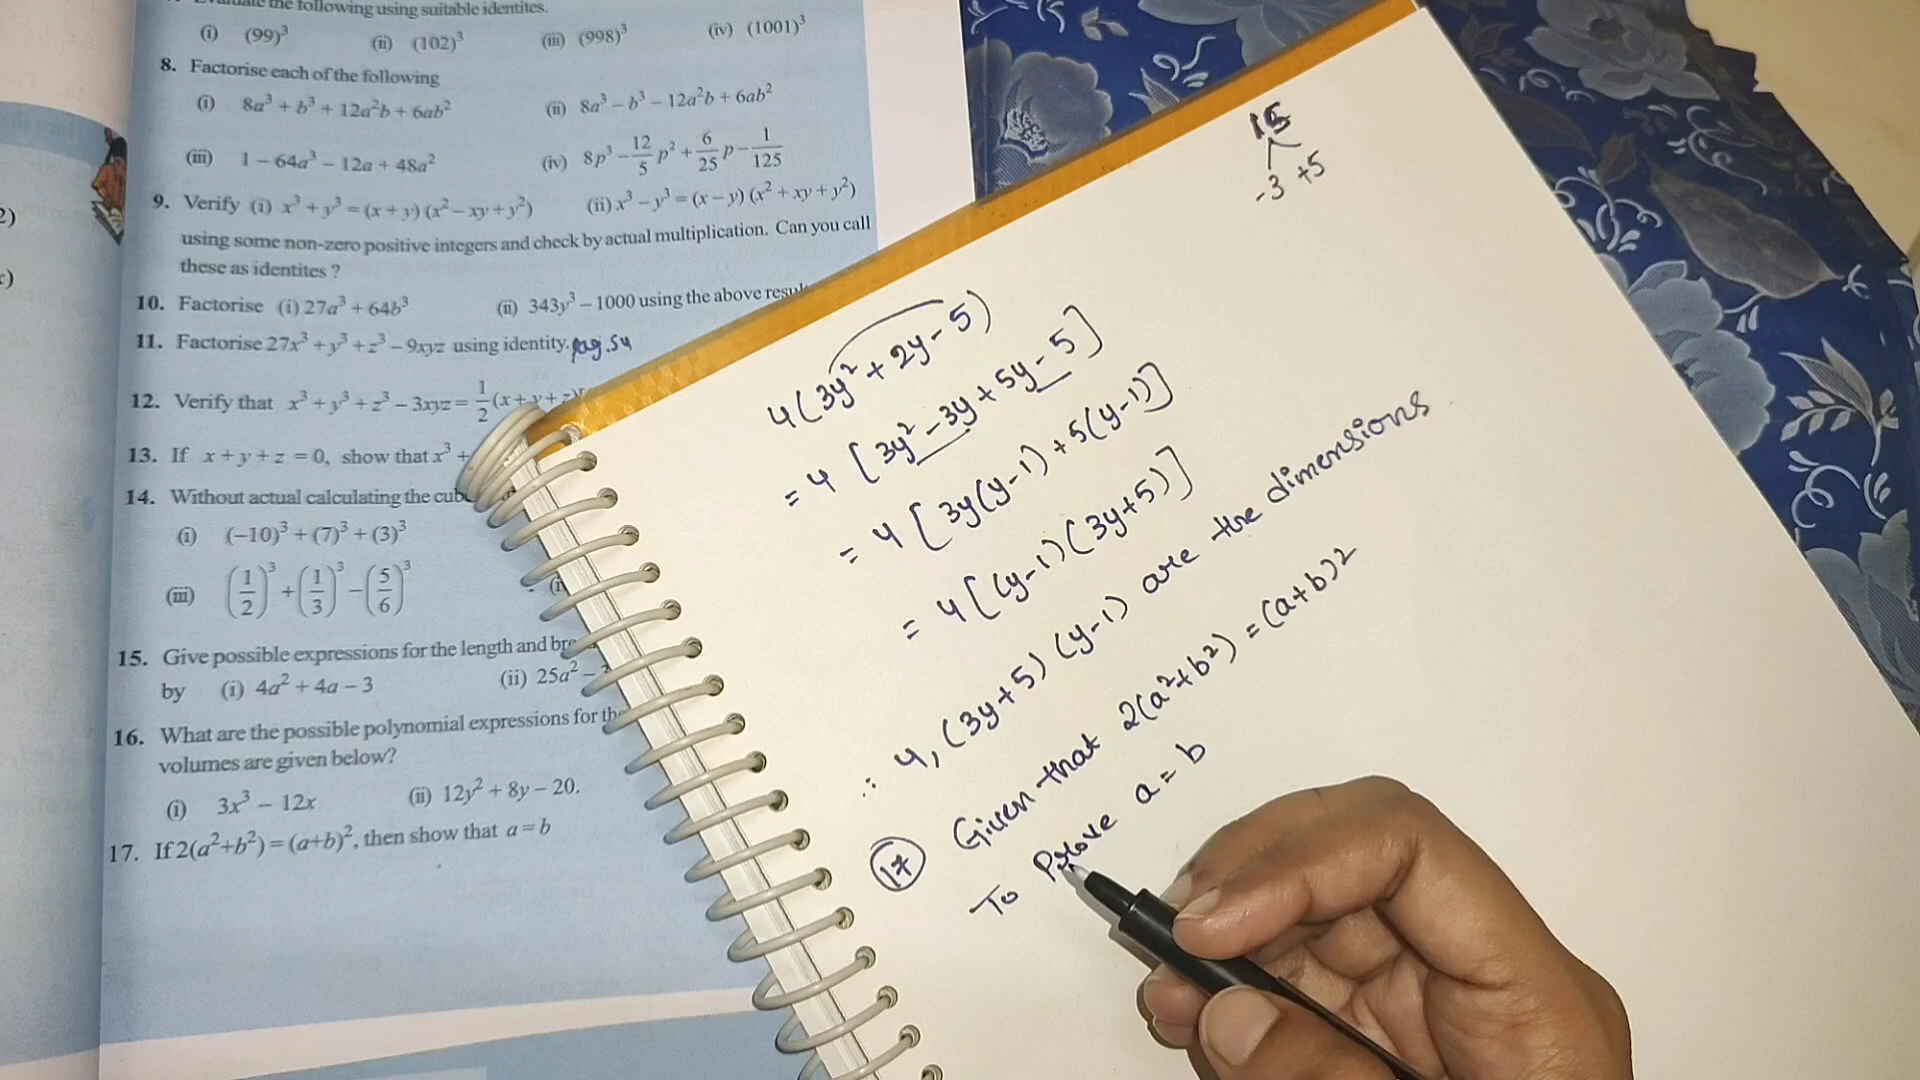 the following using suitable identites.
(i) (99)³ (ii) (102)³ (iii) (998)³ (iv) (1001)³
8. Factorise each of the following
(i) 8a³ + b³ + 12a²b + 6ab² (ii) 8a³ – b³ – 12a²b + 6ab²
(iii) 1 – 64a³ – 12a + 48a² (iv) 8p³ – 12/5 p² + 6/25 p – 1/125
9. Verify (i) x³ + y³ = (x + y) (x² – xy + y²) (ii) x³ – y³ = (x – y) (x² + xy + y²)
using some non-zero positive integers and check by actual multiplication. Can you call
these as identites ?
10. Factorise (i) 27a³ + 64b³ (ii) 343y³ – 1000 using the above
11. Factorise 27x³ + y³ + z³ – 9xyz using identity. pag.54
12. Verify that x³ + y³ + z³ – 3xyz = 1/2 (x + y + z)
13. If x + y + z = 0, show that x³ +
14. Without actual calculating the
(i) (–10)³ + (7)³ + (3)³
(iii) (1/2)³ + (1/3)³ – (5/6)³
15. Give possible expressions for the length and
by (i) 4a² + 4a – 3 (ii) 25a² –
16. What are the possible polynomial expressions for
volumes are given below?
(i) 3x³ – 12x (ii) 12y² + 8y – 20.
17. If 2(a²+b²) = (a+b)², then show that a = b
15
-3 +5
4(3y² + 2y - 5)
= 4 [3y² - 3y + 5y - 5]
= 4 [3y(y-1) + 5(y-1)]
= 4 [(y-1) (3y+5)]
∴ 4, (3y+5) (y-1) are the dimensions
17 Given that 2(a²+b²) = (a+b)2
To Prove a = b